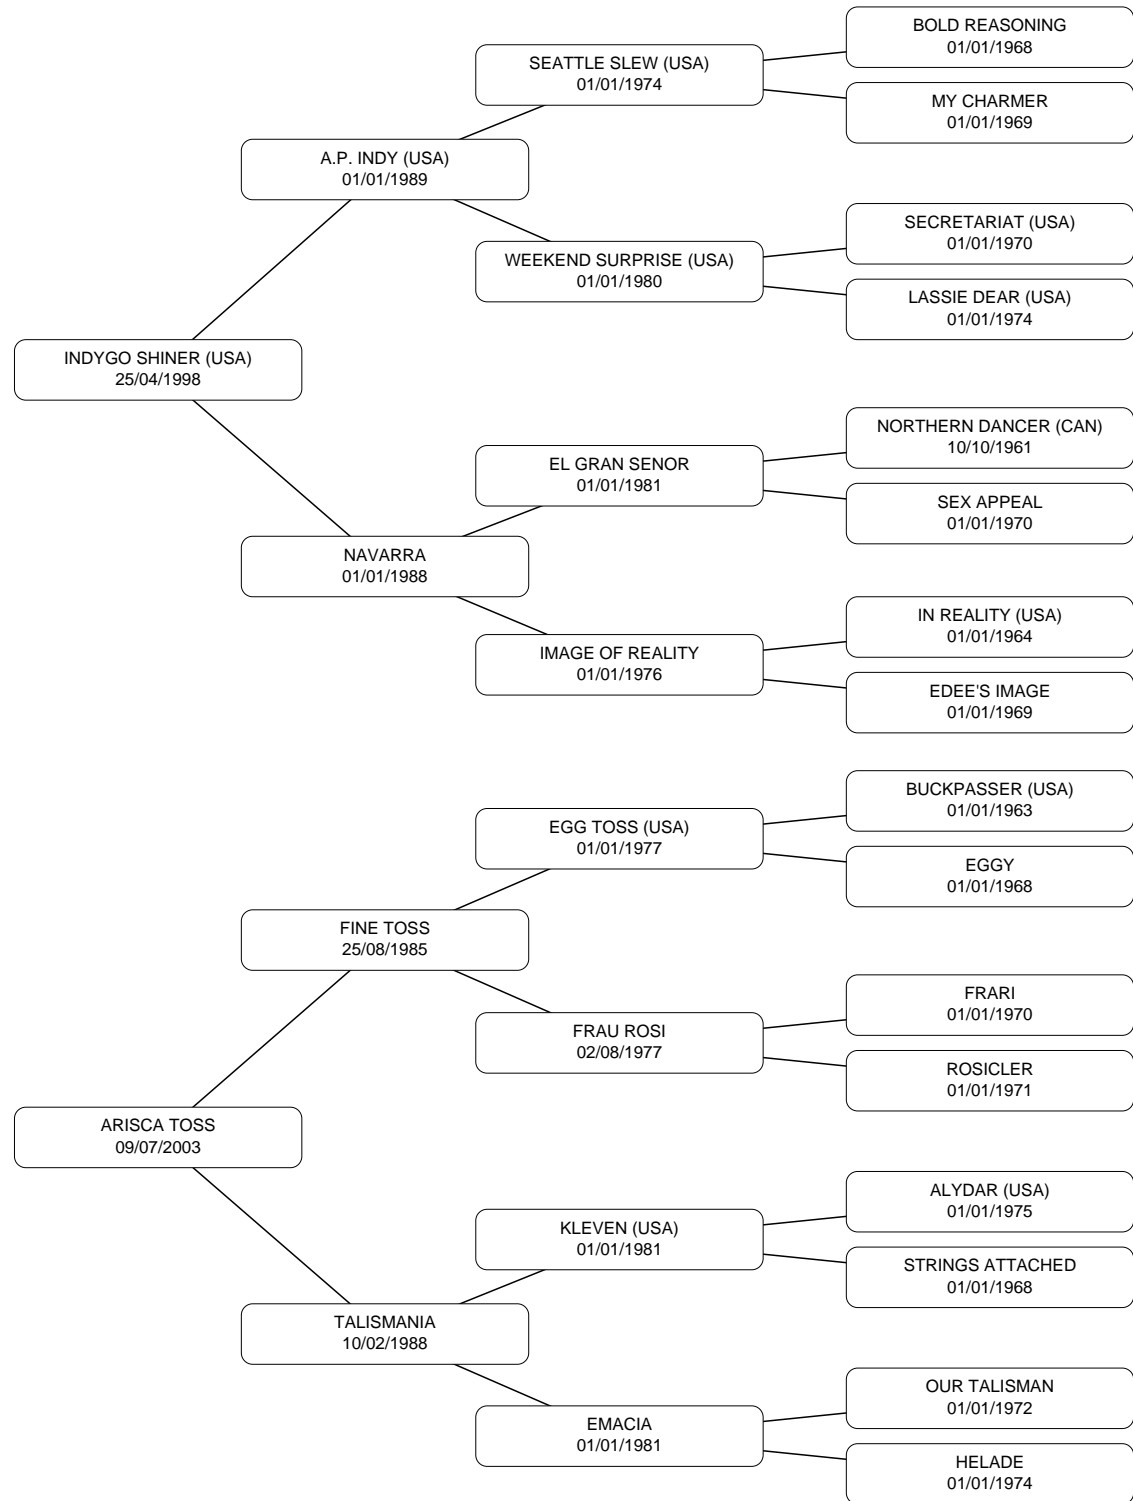 BOLD REASONING
01/01/1968
SEATTLE SLEW (USA)
01/01/1974
MY CHARMER
01/01/1969
A.P. INDY (USA)
01/01/1989
SECRETARIAT (USA)
01/01/1970
WEEKEND SURPRISE (USA)
01/01/1980
LASSIE DEAR (USA)
01/01/1974
INDYGO SHINER (USA)
25/04/1998
NORTHERN DANCER (CAN)
10/10/1961
EL GRAN SENOR
01/01/1981
SEX APPEAL
01/01/1970
NAVARRA
01/01/1988
IN REALITY (USA)
01/01/1964
IMAGE OF REALITY
01/01/1976
EDEE'S IMAGE
01/01/1969
BUCKPASSER (USA)
01/01/1963
EGG TOSS (USA)
01/01/1977
EGGY
01/01/1968
FINE TOSS
25/08/1985
FRARI
01/01/1970
FRAU ROSI
02/08/1977
ROSICLER
01/01/1971
ARISCA TOSS
09/07/2003
ALYDAR (USA)
01/01/1975
KLEVEN (USA)
01/01/1981
STRINGS ATTACHED
01/01/1968
TALISMANIA
10/02/1988
OUR TALISMAN
01/01/1972
EMACIA
01/01/1981
HELADE
01/01/1974